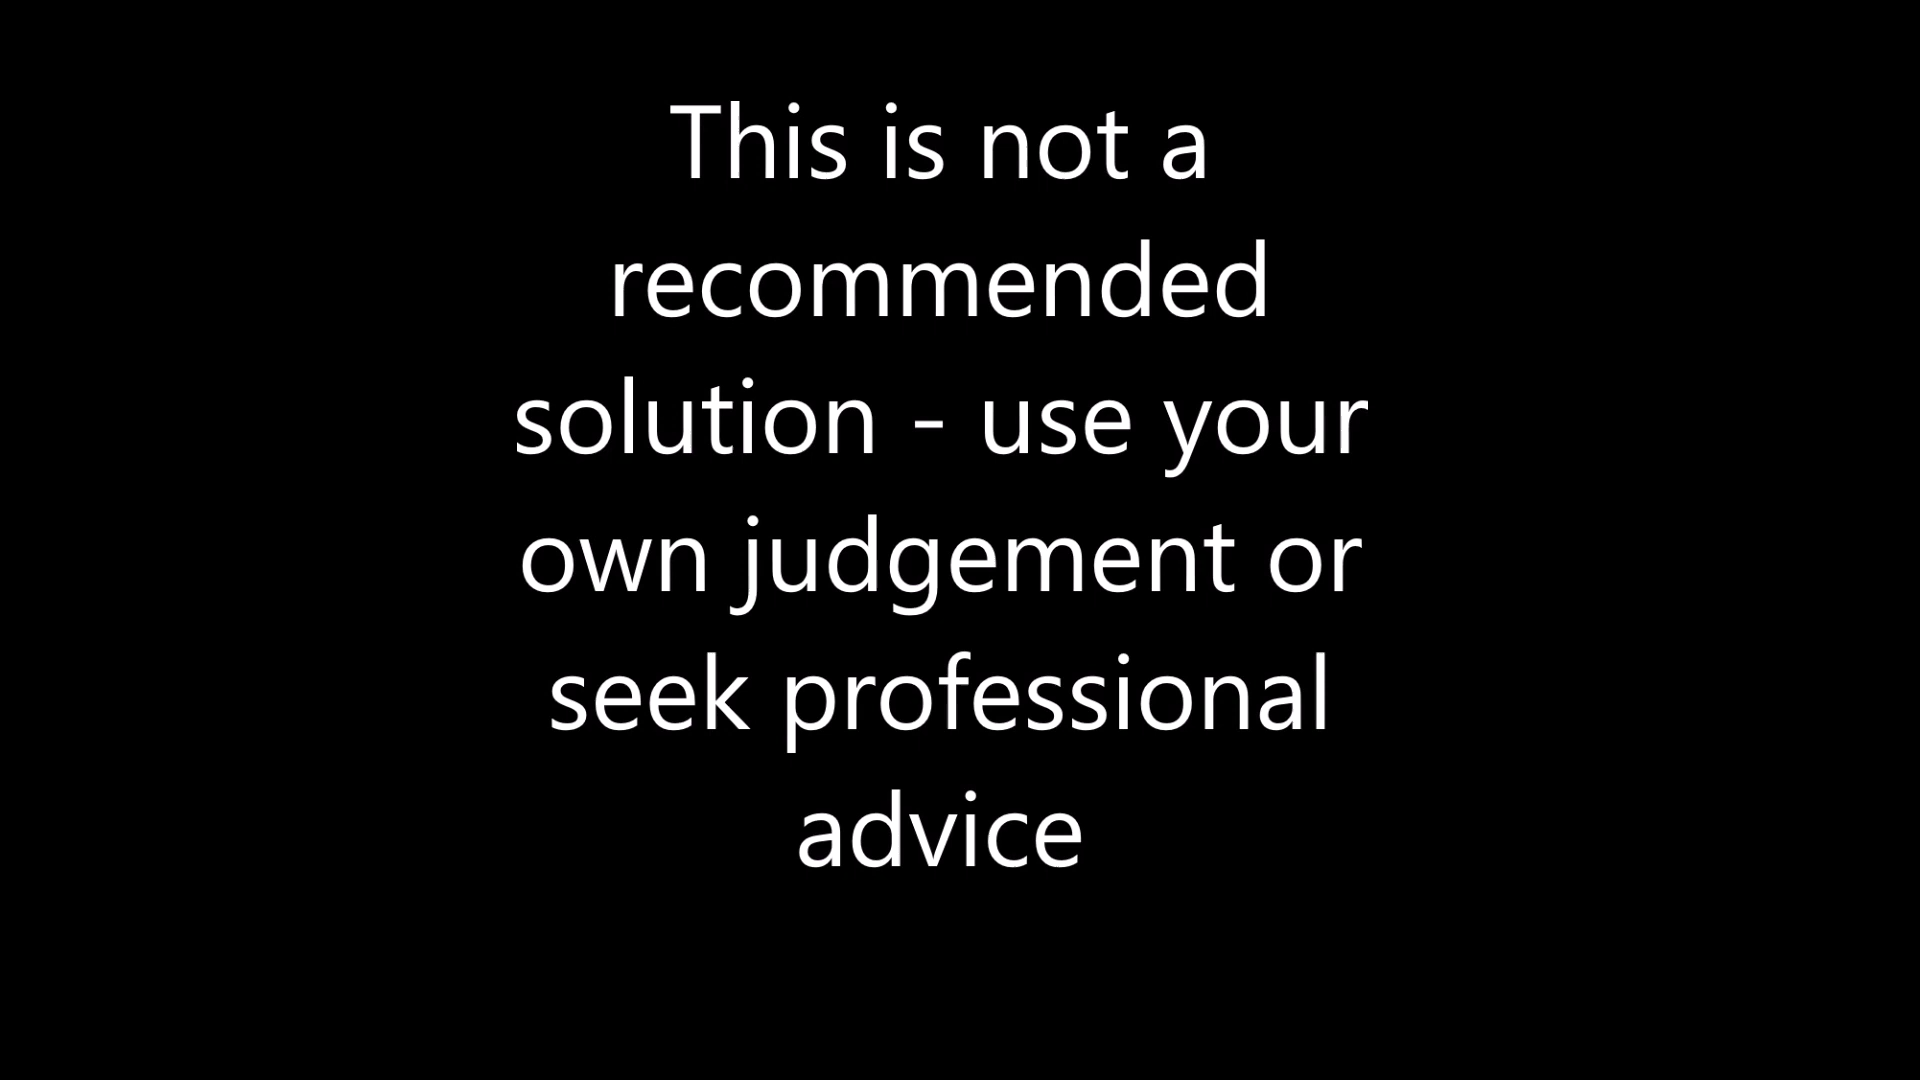 This is not a
recommended
solution - use your
own judgement or
seek professional
advice